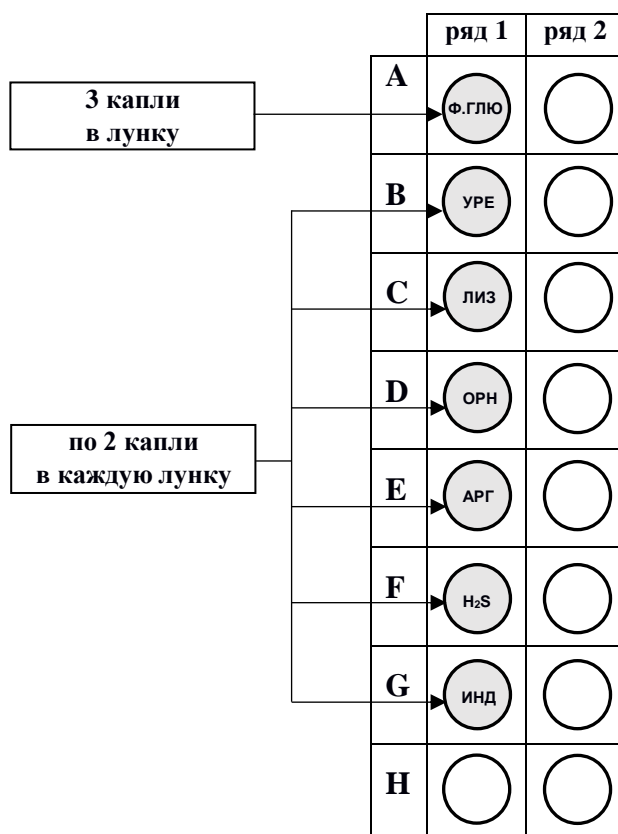 ряд 1 ряд 2
3 капли
в лунку
A Ф.ГЛЮ
B УРЕ
C ЛИЗ
D ОРН
по 2 капли
в каждую лунку
E АРГ
F H₂S
G ИНД
H